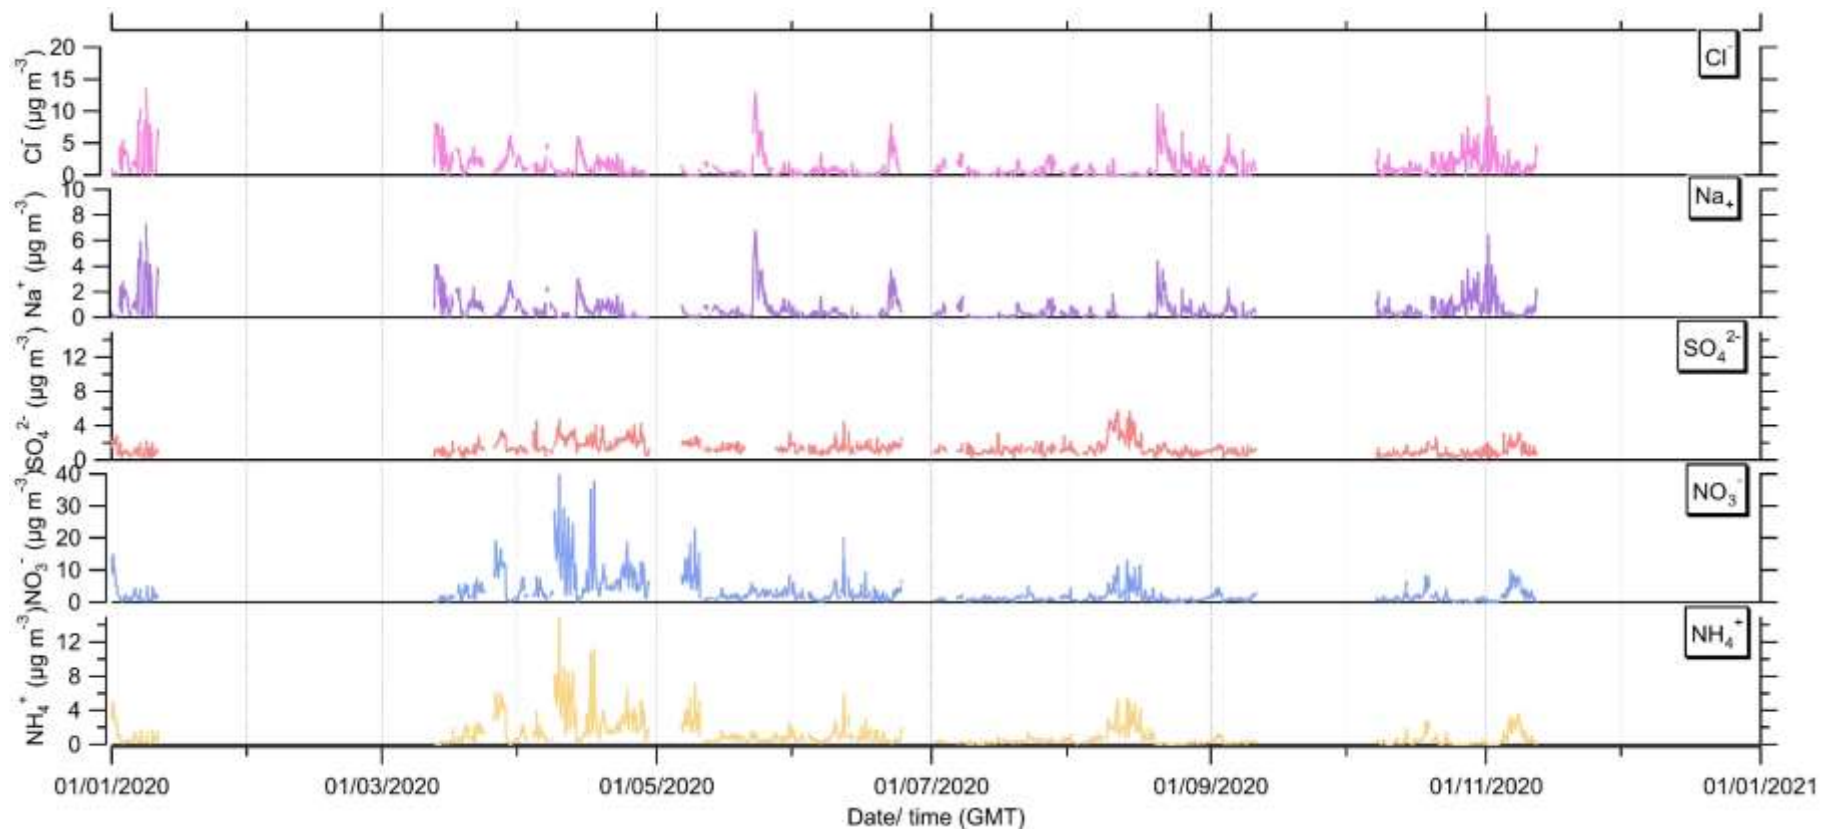 20
15
10
5
0
Cl⁻ (µg m⁻³)
Cl⁻
10
8
6
4
2
0
Na⁺ (µg m⁻³)
Na₊
12
8
4
0
SO₄²⁻ (µg m⁻³)
SO₄²⁻
40
30
20
10
0
NO₃⁻ (µg m⁻³)
NO₃⁻
12
8
4
0
NH₄⁺ (µg m⁻³)
NH₄⁺
01/01/2020 01/03/2020 01/05/2020 01/07/2020 01/09/2020 01/11/2020 01/01/2021
Date/ time (GMT)